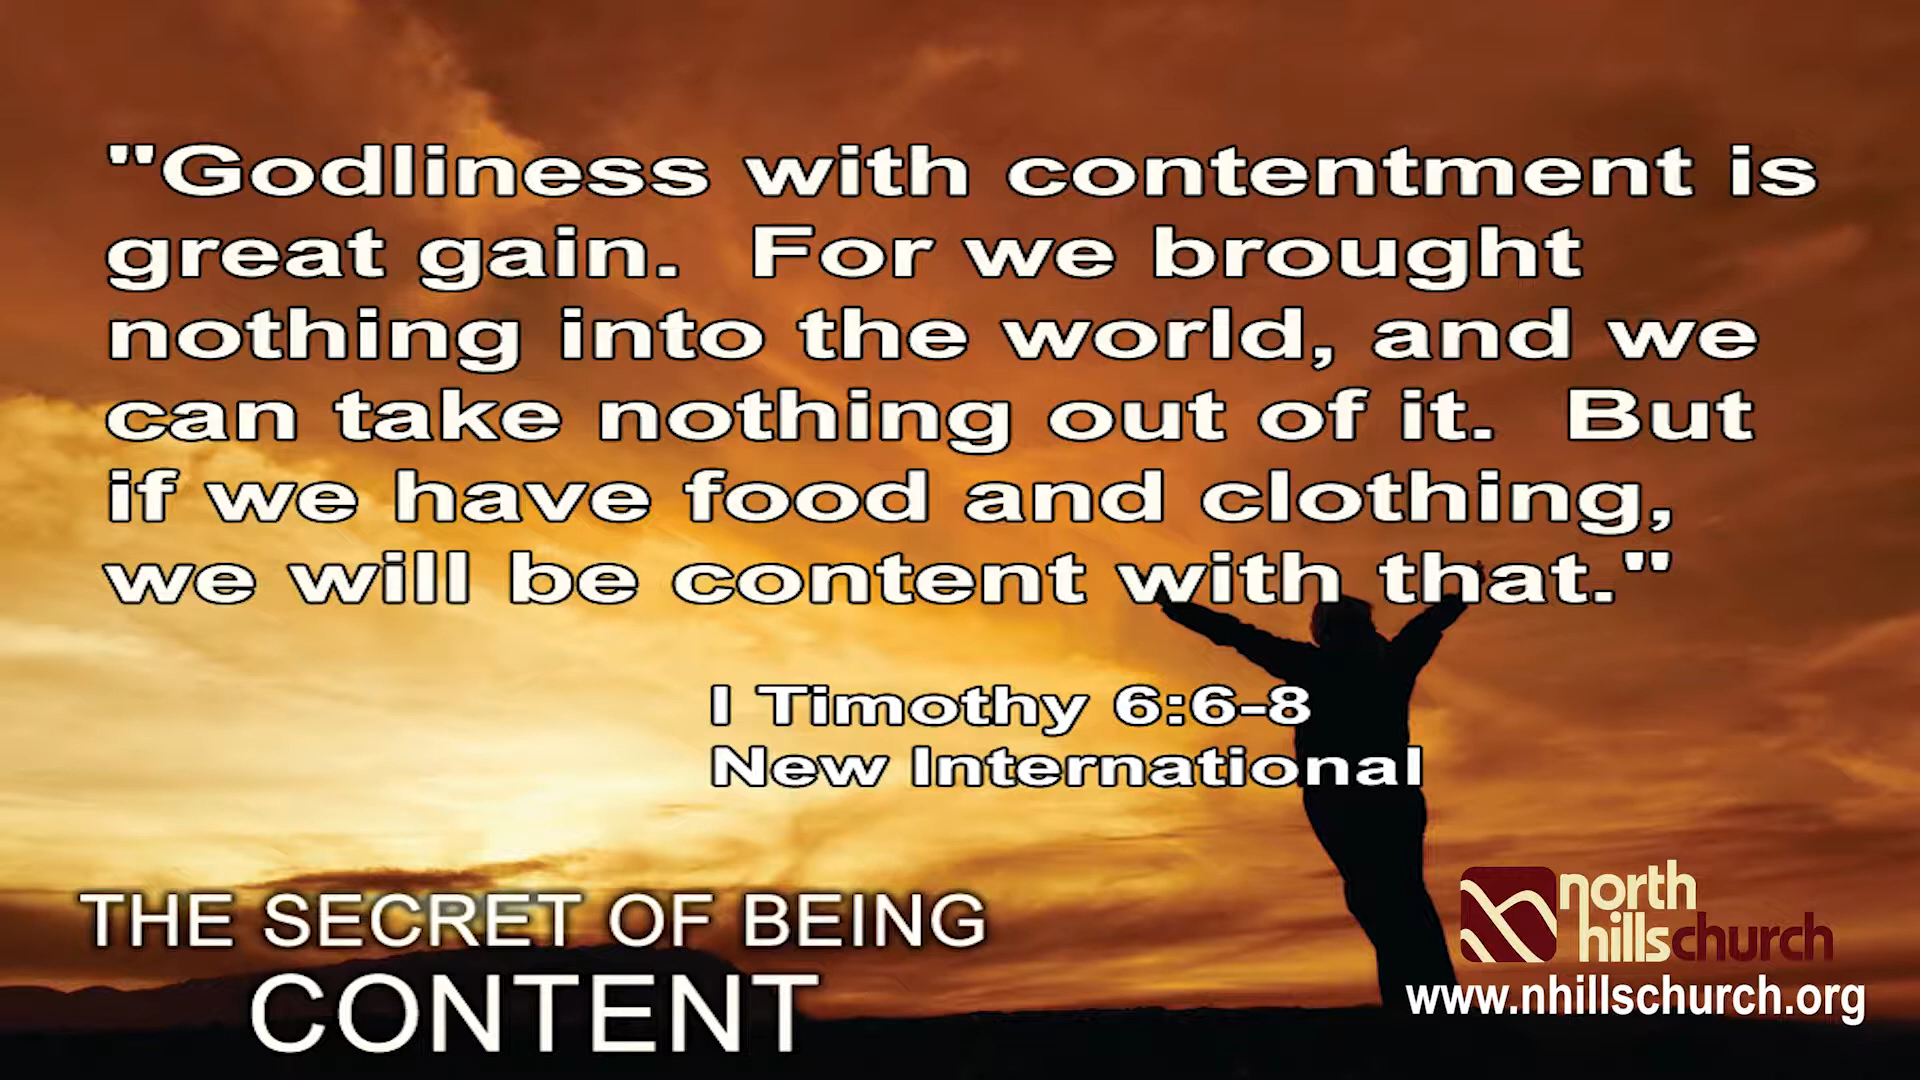 "Godliness with contentment is
great gain.  For we brought
nothing into the world, and we
can take nothing out of it.  But
if we have food and clothing,
we will be content with that."
I Timothy 6:6-8
New International
THE SECRET OF BEING
CONTENT
north
hillschurch
www.nhillschurch.org